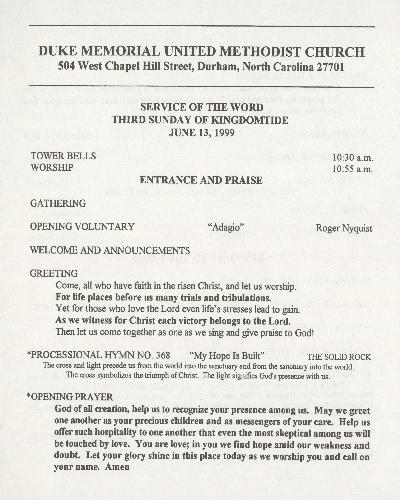 DUKE MEMORIAL UNITED METHODIST CHURCH
504 West Chapel Hill Street, Durham, North Carolina 27701
SERVICE OF THE WORD
THIRD SUNDAY OF KINGDOMTIDE
JUNE 13, 1999
TOWER BELLS 10:30 a.m.
WORSHIP 10:55 a.m.
ENTRANCE AND PRAISE
GATHERING
OPENING VOLUNTARY "Adagio" Roger Nyquist
WELCOME AND ANNOUNCEMENTS
GREETING
Come, all who have faith in the risen Christ, and let us worship.
For life places before us many trials and tribulations.
Yet for those who love the Lord even life's stresses lead to gain.
As we witness for Christ each victory belongs to the Lord.
Then let us come together as one as we sing and give praise to God!
*PROCESSIONAL HYMN NO. 368 "My Hope Is Built" THE SOLID ROCK
The cross and light precede us from the world into the sanctuary and from the sanctuary into the world.
The cross symbolizes the triumph of Christ. The light signifies God's presence with us.
*OPENING PRAYER
God of all creation, help us to recognize your presence among us. May we greet
one another as your precious children and as messengers of your care. Help us
offer such hospitality to one another that even the most skeptical among us will
be touched by love. You are love; in you we find hope amid our weakness and
doubt. Let your glory shine in this place today as we worship you and call on
your name. Amen